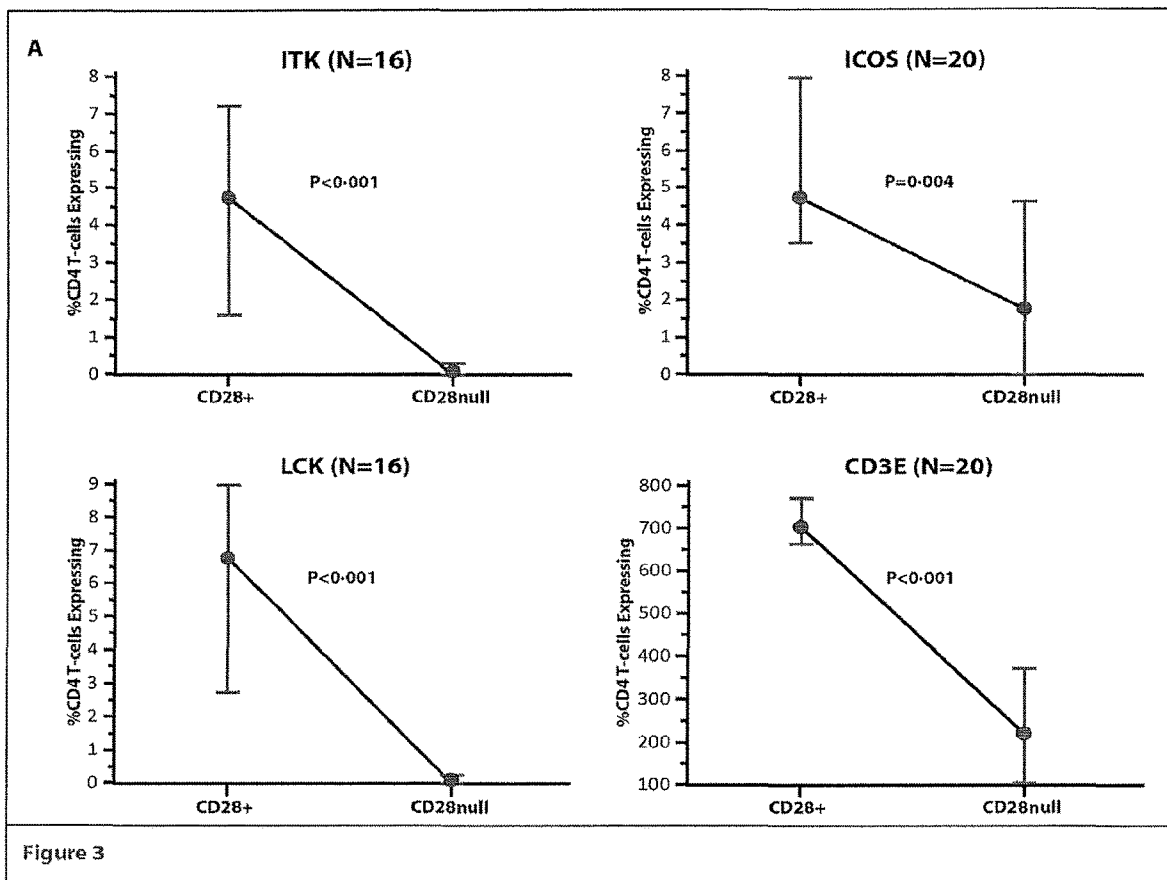 A
ITK (N=16)
%CD4 T-cells Expressing
8
7
6
5
4
3
2
1
0
P<0·001
CD28+ CD28null
ICOS (N=20)
%CD4 T-cells Expressing
8
7
6
5
4
3
2
1
0
P=0·004
CD28+ CD28null
LCK (N=16)
%CD4 T-cells Expressing
9
8
7
6
5
4
3
2
1
0
P<0·001
CD28+ CD28null
CD3E (N=20)
%CD4 T-cells Expressing
800
700
600
500
400
300
200
100
P<0·001
CD28+ CD28null
Figure 3